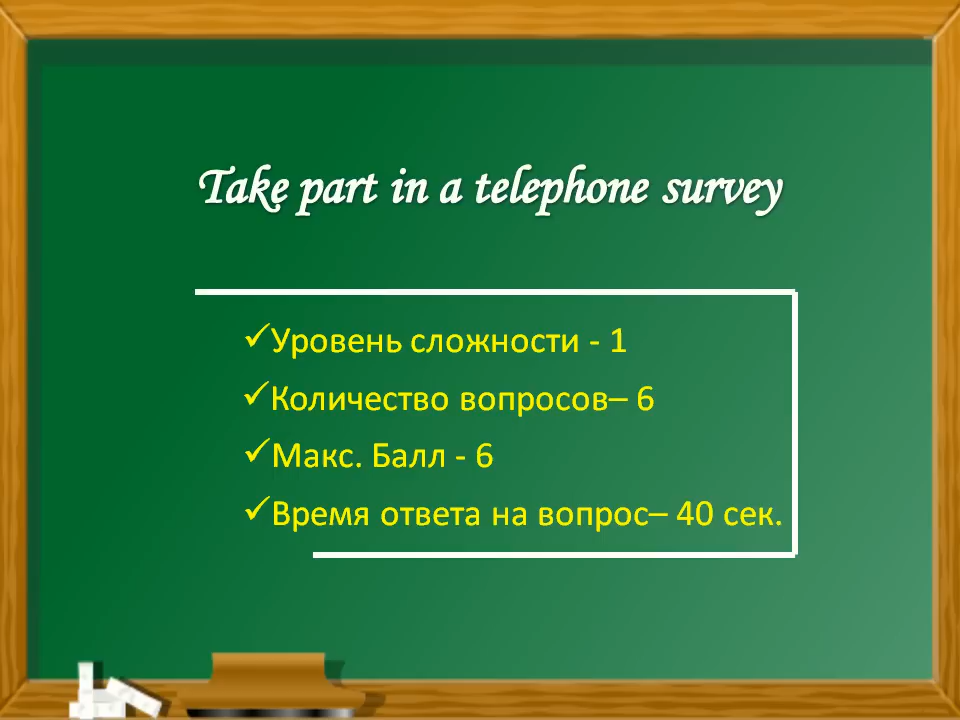 Take part in a telephone survey
✓Уровень сложности - 1
✓Количество вопросов– 6
✓Макс. Балл - 6
✓Время ответа на вопрос– 40 сек.